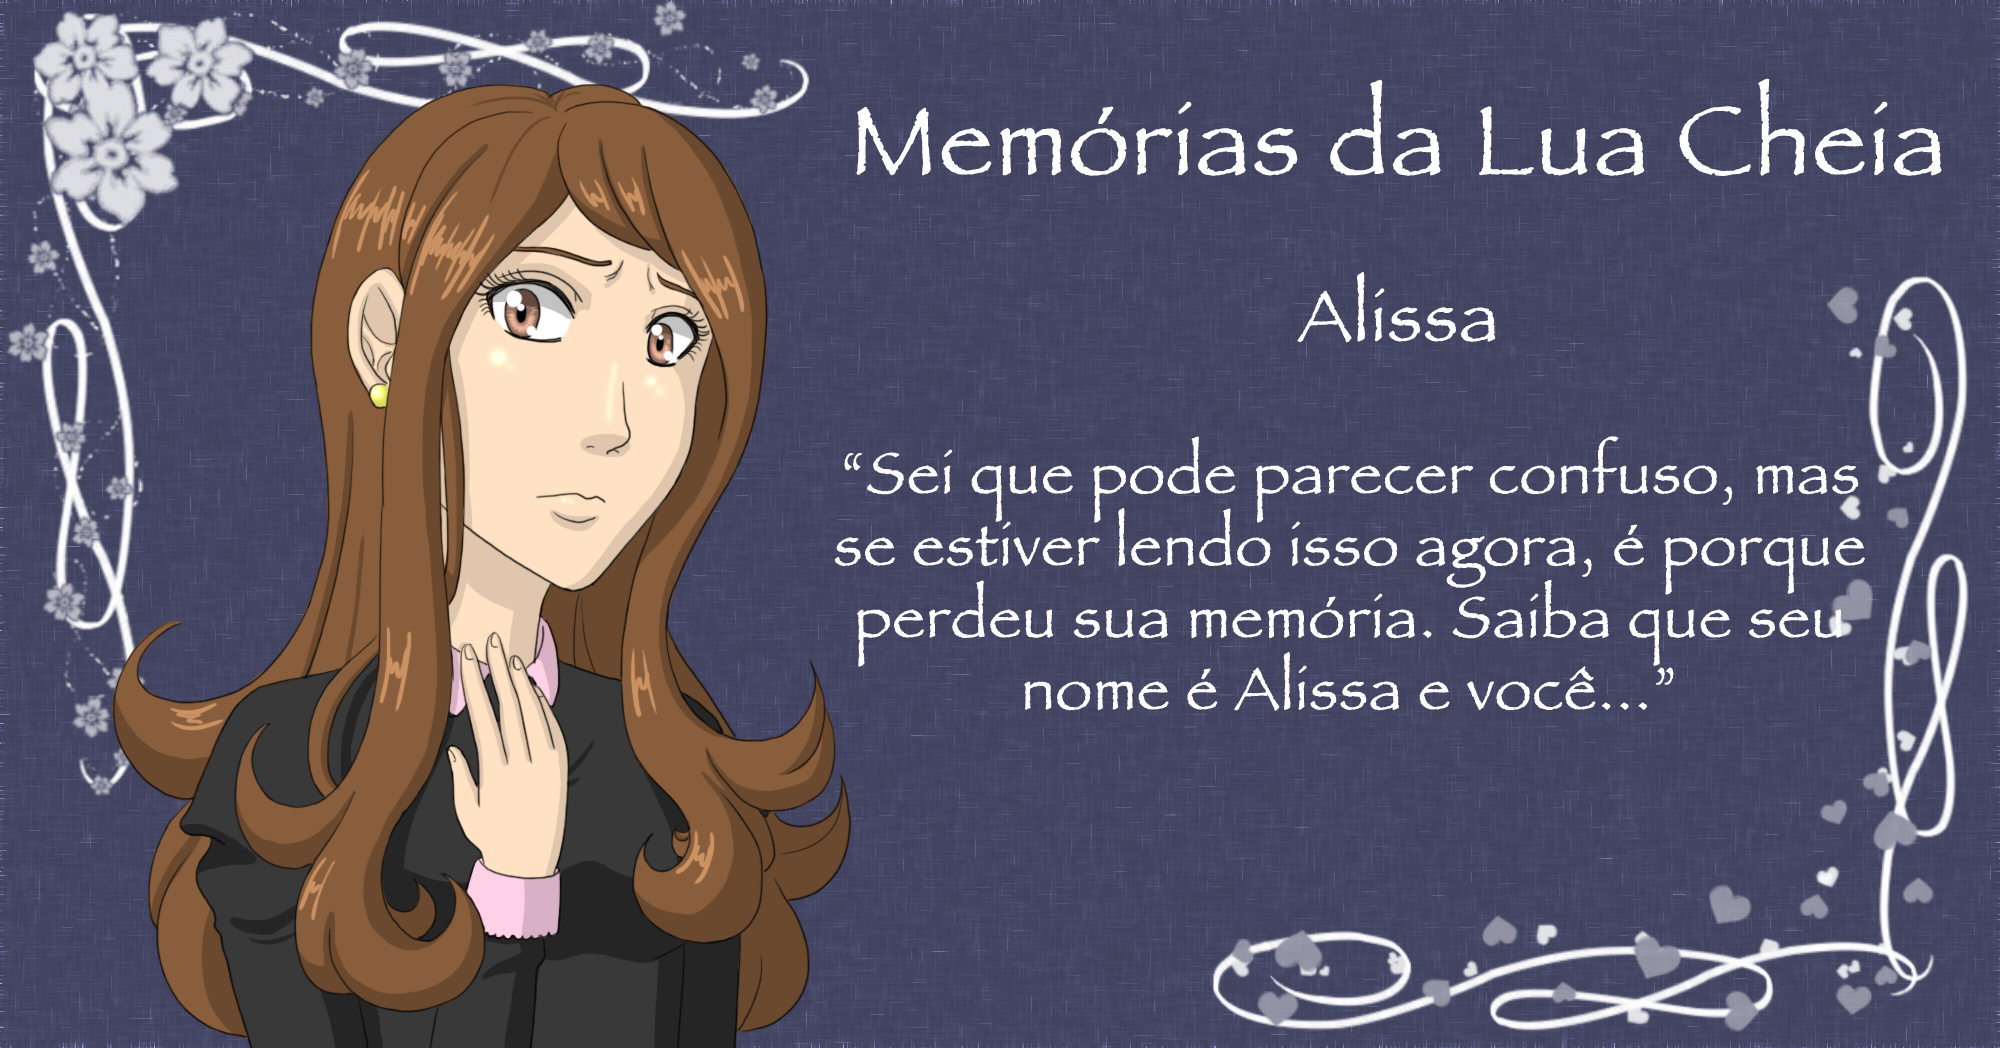 Memórias da Lua Cheia
Alissa
“Sei que pode parecer confuso, mas
se estiver lendo isso agora, é porque
perdeu sua memória. Saiba que seu
nome é Alissa e você...”